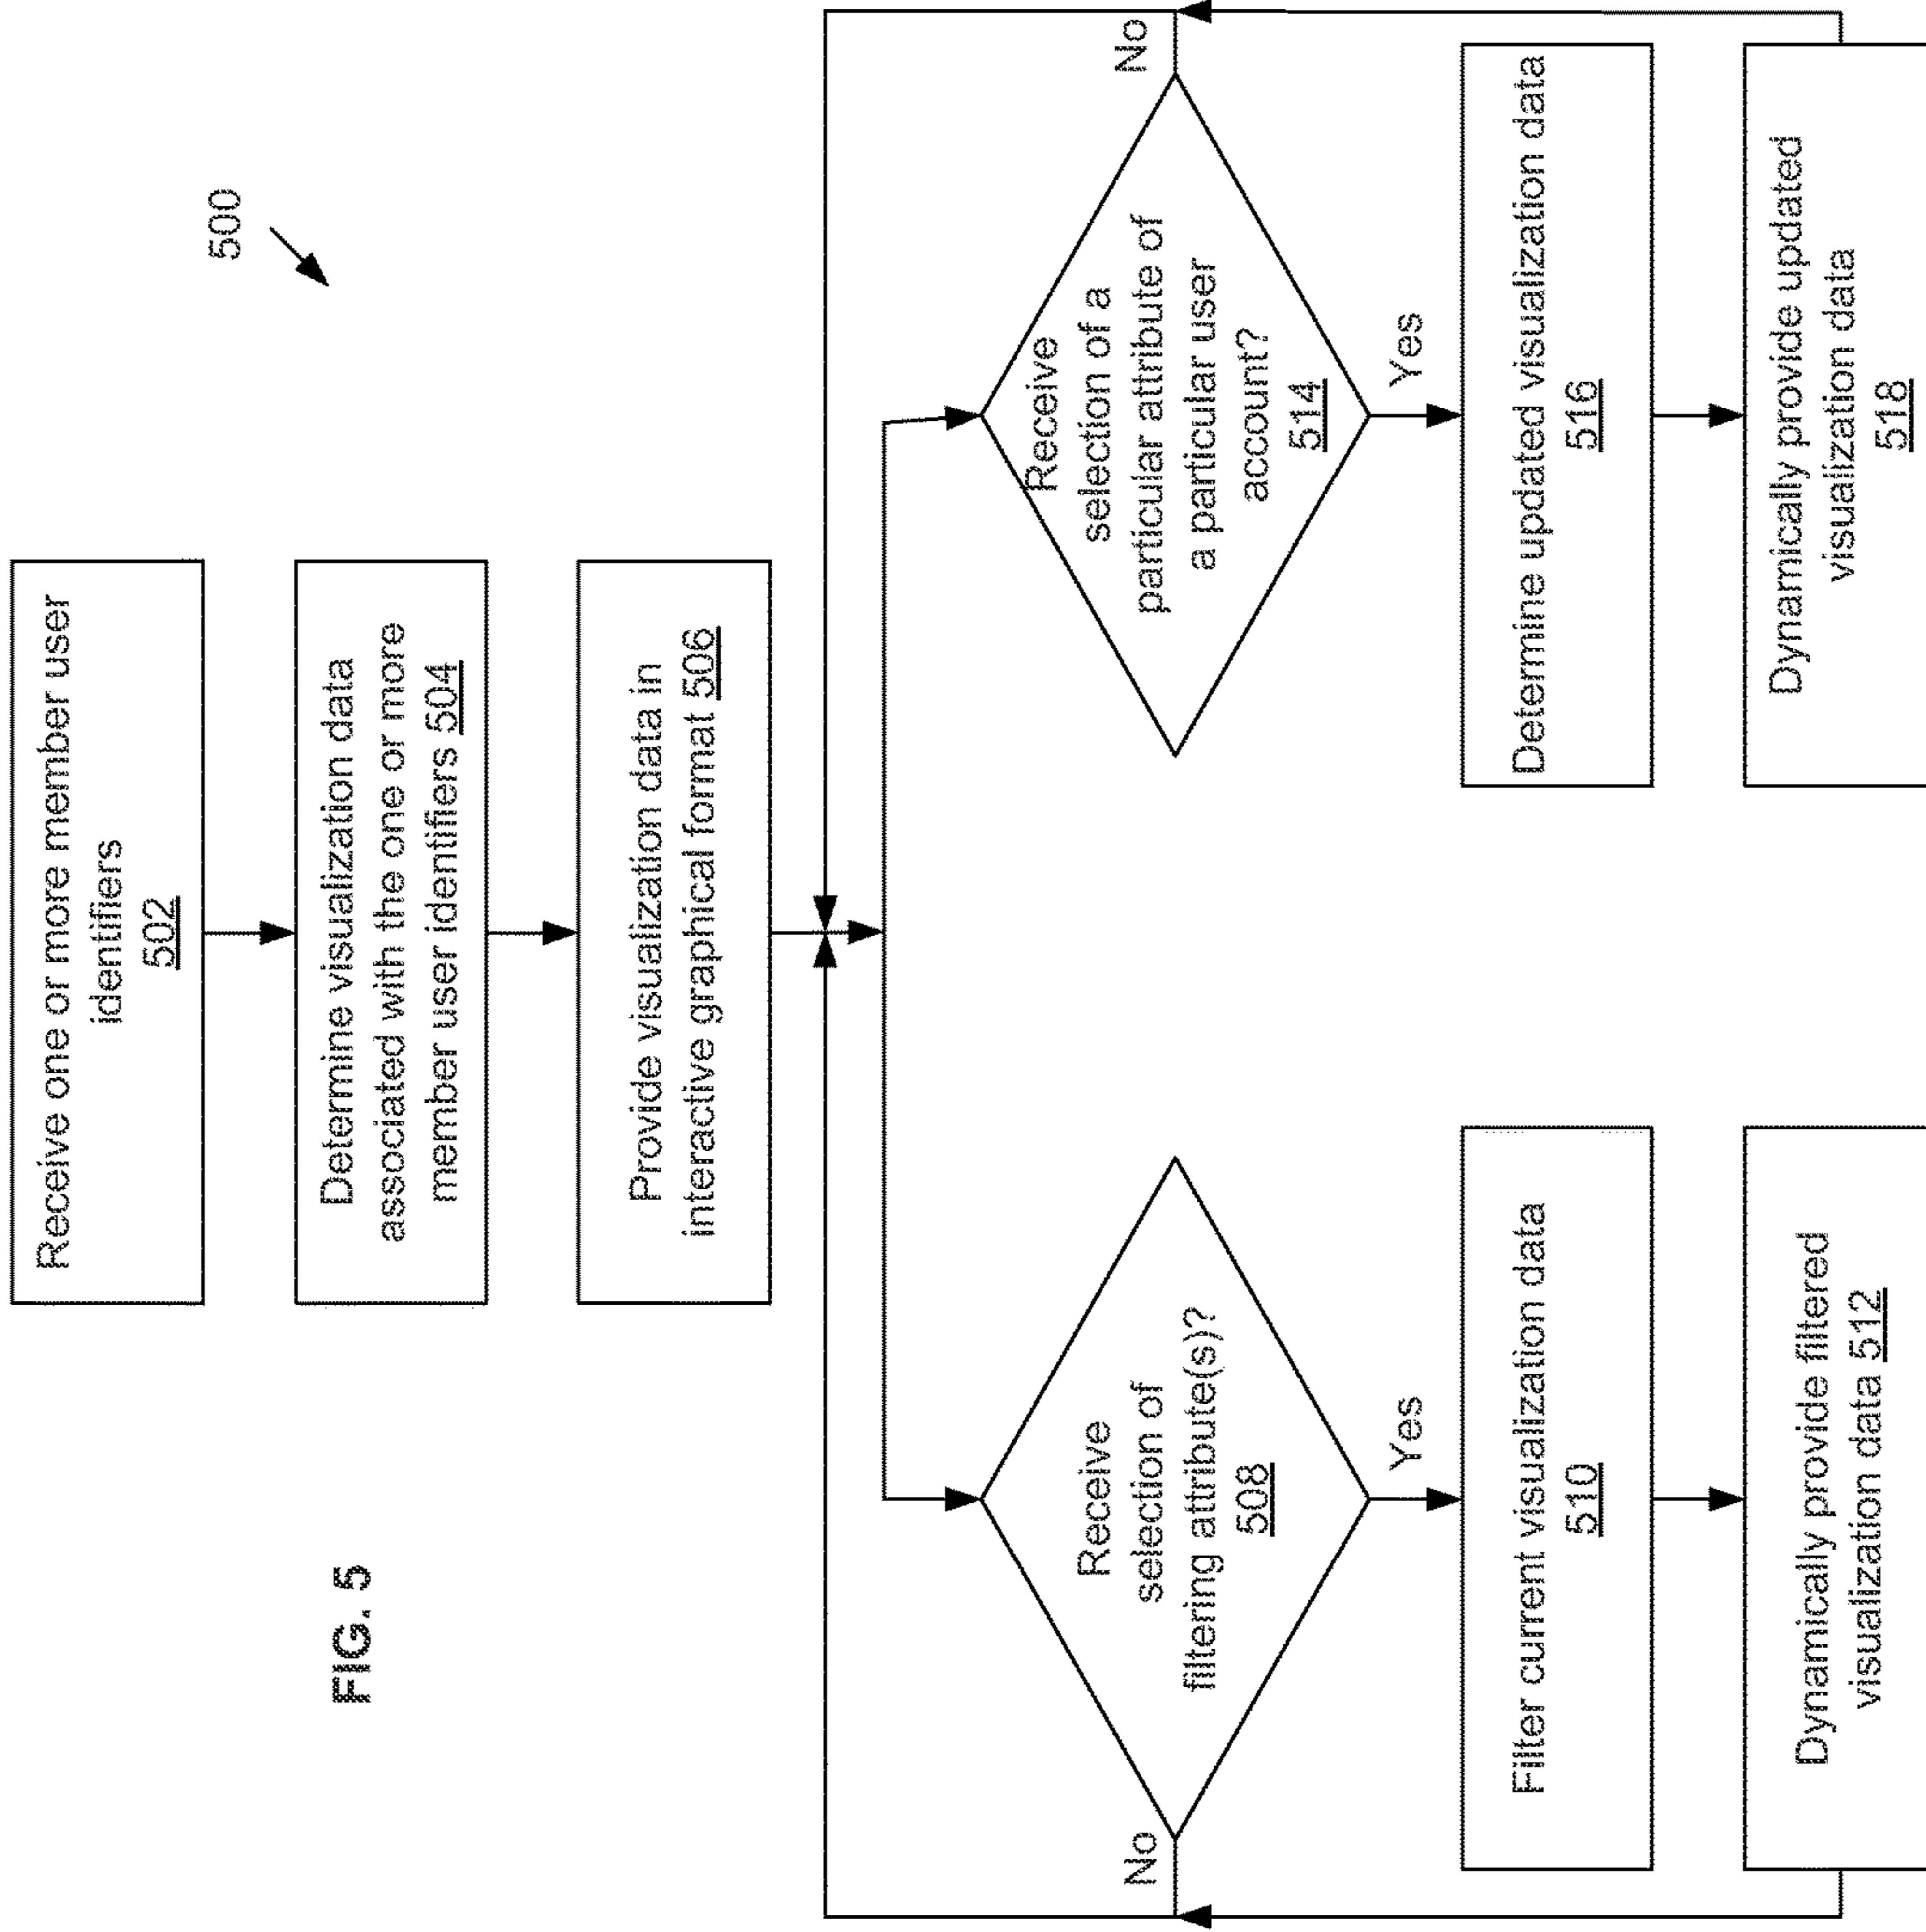 FIG. 5
500
Receive one or more member user
identifiers
502
Determine visualization data
associated with the one or more
member user identifiers 504
Provide visualization data in
interactive graphical format 506
Receive
selection of
filtering attribute(s)?
508
No
Yes
Filter current visualization data
510
Dynamically provide filtered
visualization data 512
Receive
selection of a
particular attribute of
a particular user
account?
514
No
Yes
Determine updated visualization data
516
Dynamically provide updated
visualization data
518